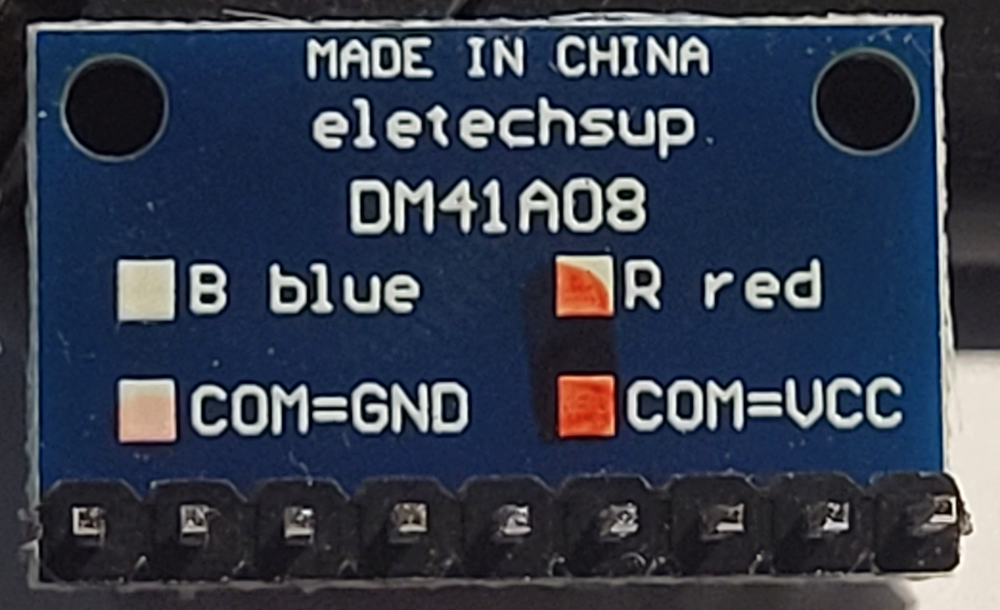 MADE IN CHINA
eletechsup
DM41A08
B blue R red
COM=GND COM=VCC